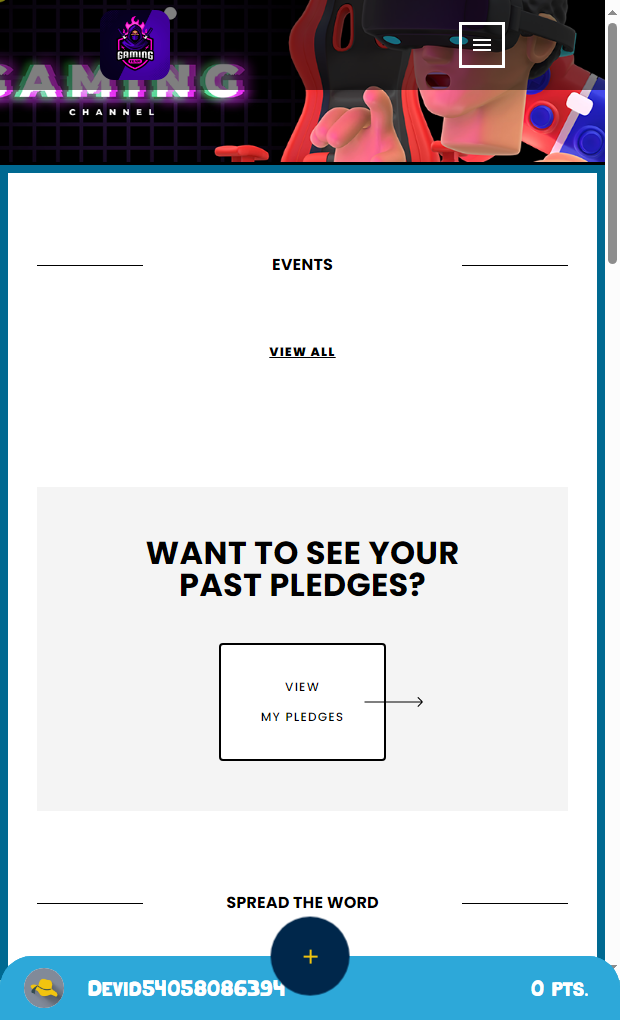 GAMING
GAMING
CHANNEL
EVENTS
VIEW ALL
WANT TO SEE YOUR
PAST PLEDGES?
VIEW
MY PLEDGES
SPREAD THE WORD
+
Devid54058086394
0 PTS.